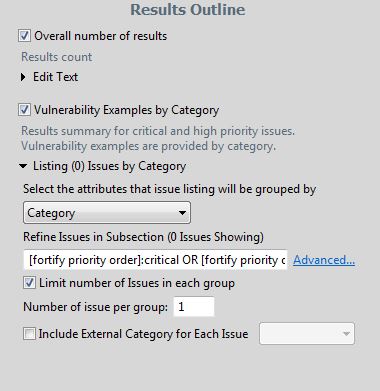 Results Outline
Overall number of results
Results count
Edit Text
Vulnerability Examples by Category
Results summary for critical and high priority issues.
Vulnerability examples are provided by category.
Listing (0) Issues by Category
Select the attributes that issue listing will be grouped by
Category
Refine Issues in Subsection (0 Issues Showing)
[fortify priority order]:critical OR [fortify priority Advanced...
Limit number of Issues in each group
Number of issue per group: 1
Include External Category for Each Issue